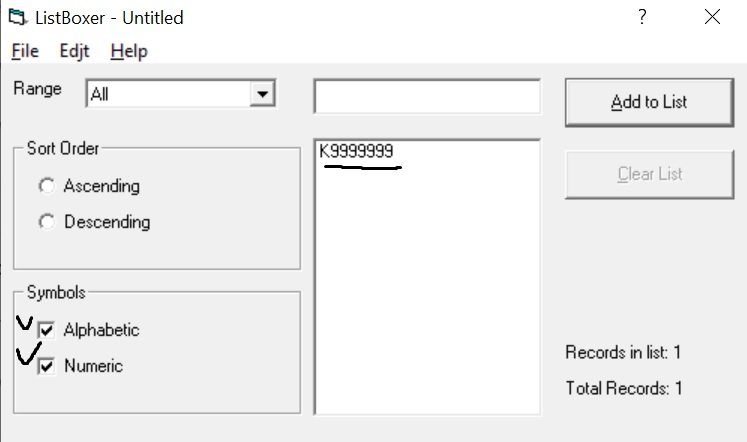 ListBoxer - Untitled ?
File Edjt Help
Range All Add to List
Sort Order K9999999
Ascending Clear List
Descending
Symbols
Alphabetic
Numeric
Records in list: 1
Total Records: 1